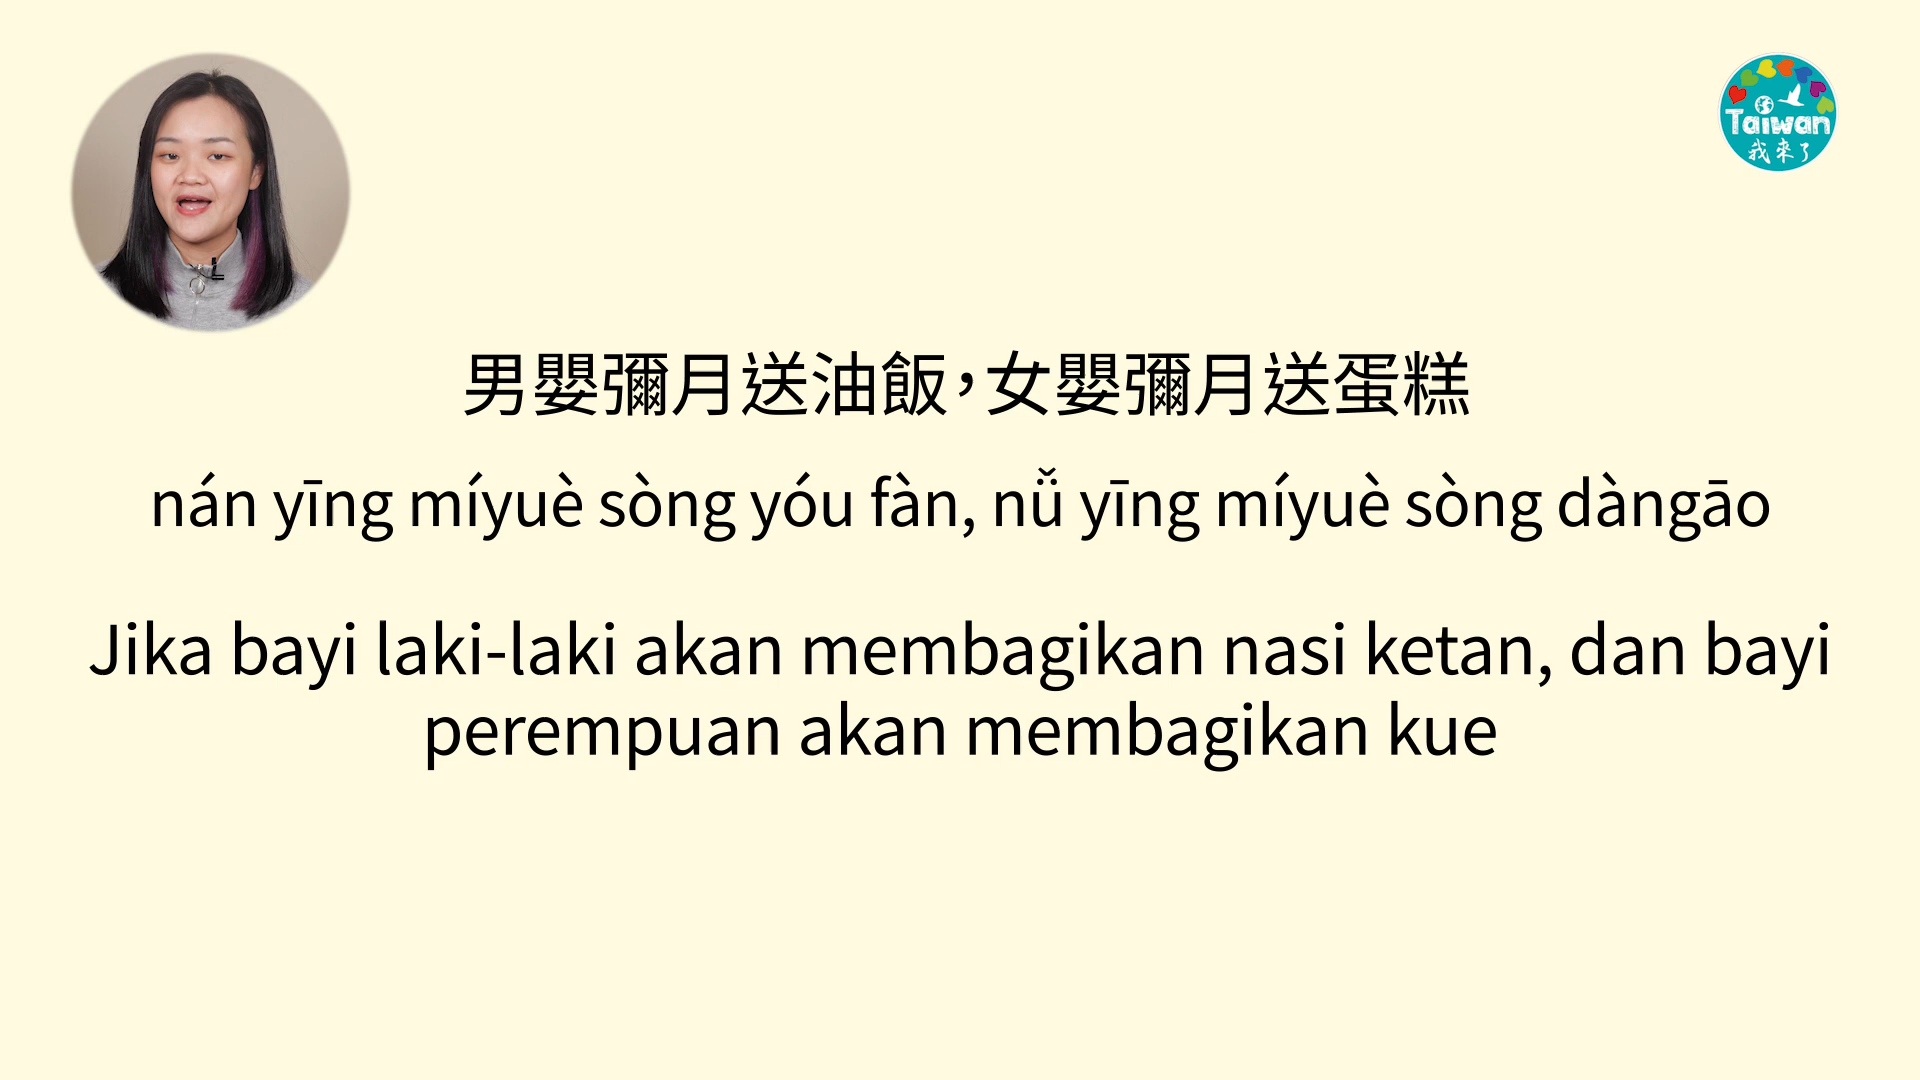 Taiwan
我來了
男嬰彌月送油飯，女嬰彌月送蛋糕
nán yīng míyuè sòng yóu fàn, nǚ yīng míyuè sòng dàngāo
Jika bayi laki-laki akan membagikan nasi ketan, dan bayi
perempuan akan membagikan kue